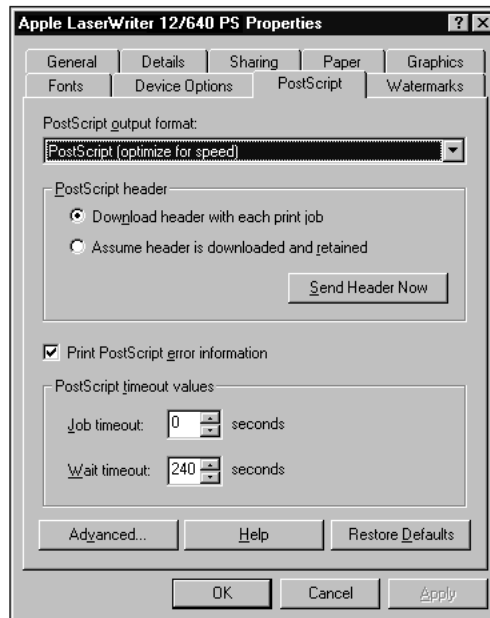 Apple LaserWriter 12/640 PS Properties
General Details Sharing Paper Graphics
Fonts Device Options PostScript Watermarks
PostScript output format:
PostScript (optimize for speed)
PostScript header
Download header with each print job
Assume header is downloaded and retained
Send Header Now
Print PostScript error information
PostScript timeout values
Job timeout: 0 seconds
Wait timeout: 240 seconds
Advanced... Help Restore Defaults
OK Cancel Apply